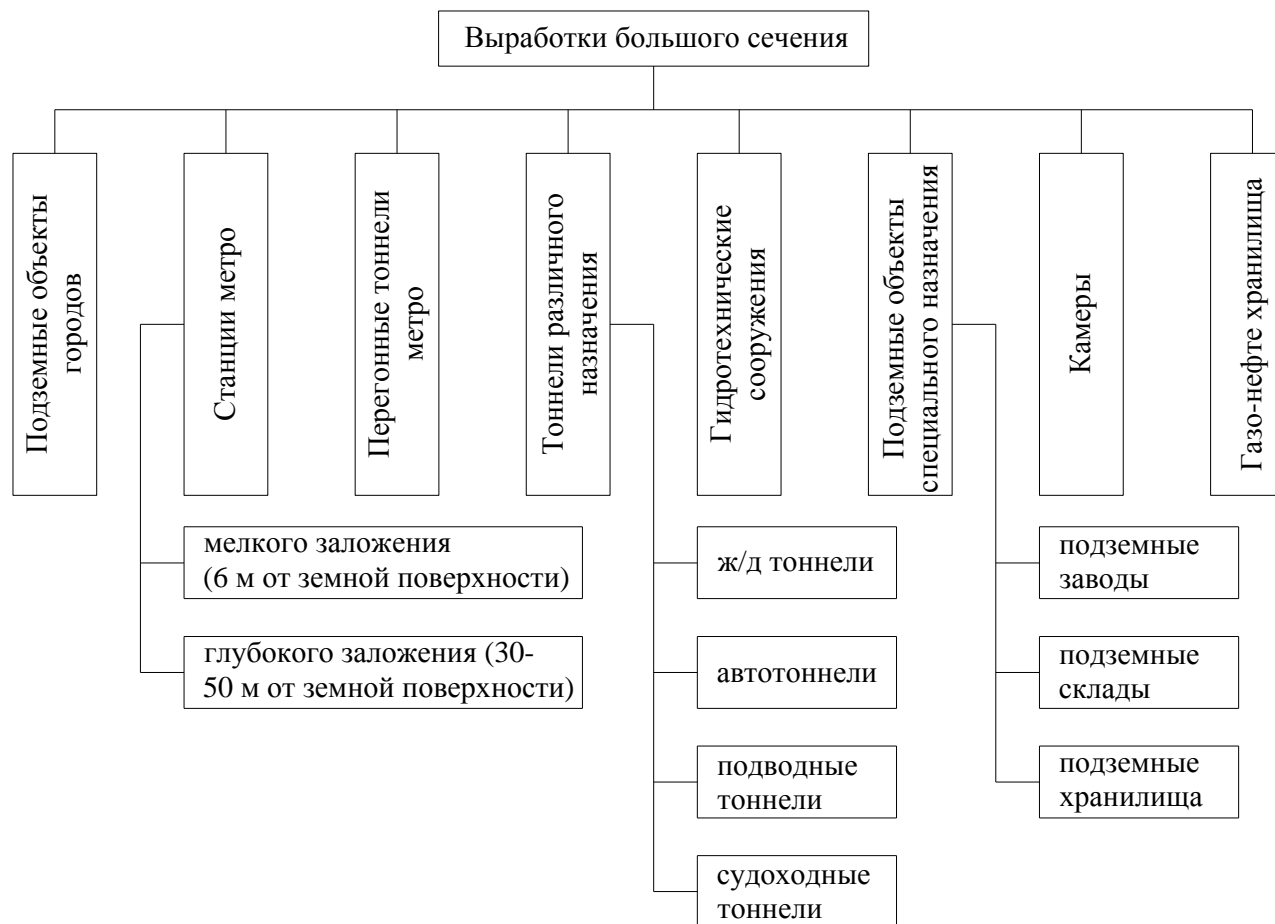 Выработки большого сечения
Подземные объекты
городов
Станции метро
Перегонные тоннели
метро
Тоннели различного
назначения
Гидротехнические
сооружения
Подземные объекты
специального назначения
Камеры
Газо-нефте хранилища
мелкого заложения
(6 м от земной поверхности)
глубокого заложения (30-
50 м от земной поверхности)
ж/д тоннели
автотоннели
подводные
тоннели
судоходные
тоннели
подземные
заводы
подземные
склады
подземные
хранилища